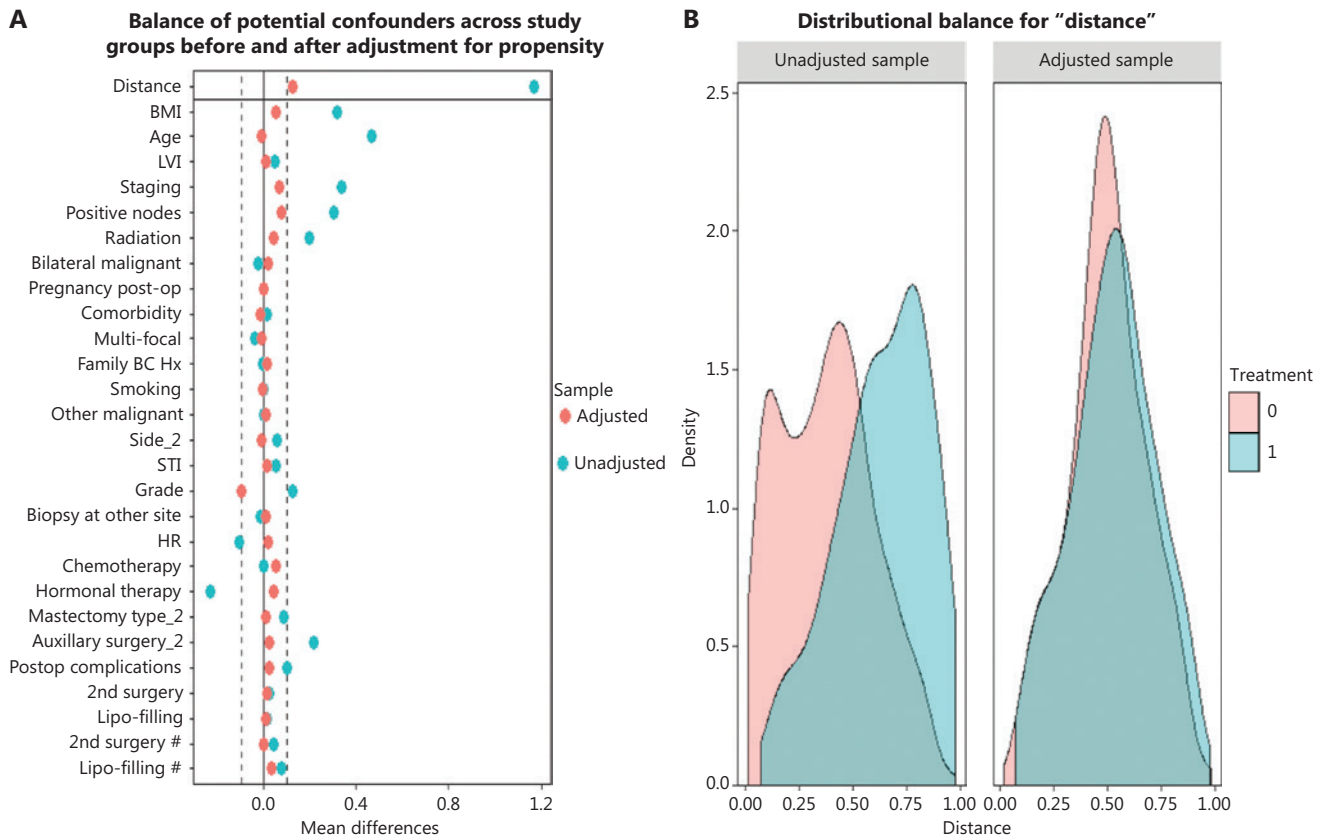 A
Balance of potential confounders across study
groups before and after adjustment for propensity
Distance
BMI
Age
LVI
Staging
Positive nodes
Radiation
Bilateral malignant
Pregnancy post-op
Comorbidity
Multi-focal
Family BC Hx
Smoking
Other malignant
Side_2
STI
Grade
Biopsy at other site
HR
Chemotherapy
Hormonal therapy
Mastectomy type_2
Auxillary surgery_2
Postop complications
2nd surgery
Lipo-filling
2nd surgery #
Lipo-filling #
0.0 0.4 0.8 1.2
Mean differences
Sample
Adjusted
Unadjusted
B
Distributional balance for “distance”
Unadjusted sample
Adjusted sample
2.5
2.0
1.5
1.0
0.5
0.0
Density
0.00 0.25 0.50 0.75 1.00
0.00 0.25 0.50 0.75 1.00
Distance
Treatment
0
1